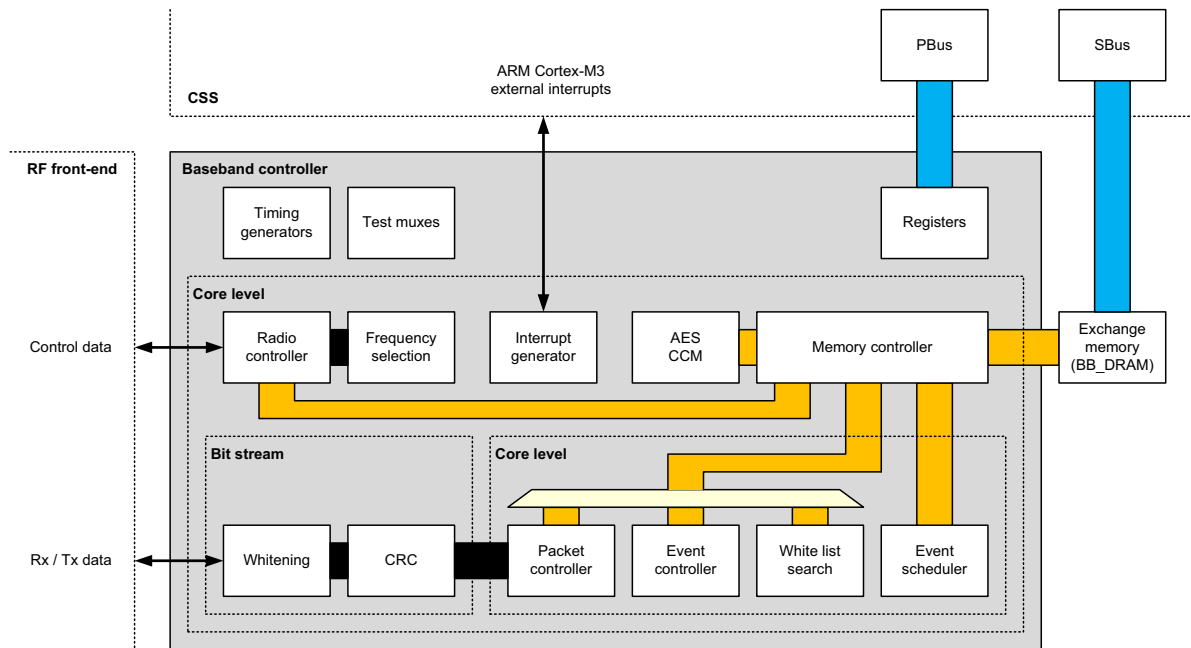 PBus
SBus
ARM Cortex-M3
external interrupts
CSS
RF front-end
Baseband controller
Timing
generators
Test muxes
Registers
Core level
Control data
Radio
controller
Frequency
selection
Interrupt
generator
AES
CCM
Memory controller
Exchange
memory
(BB_DRAM)
Bit stream
Core level
Rx / Tx data
Whitening
CRC
Packet
controller
Event
controller
White list
search
Event
scheduler